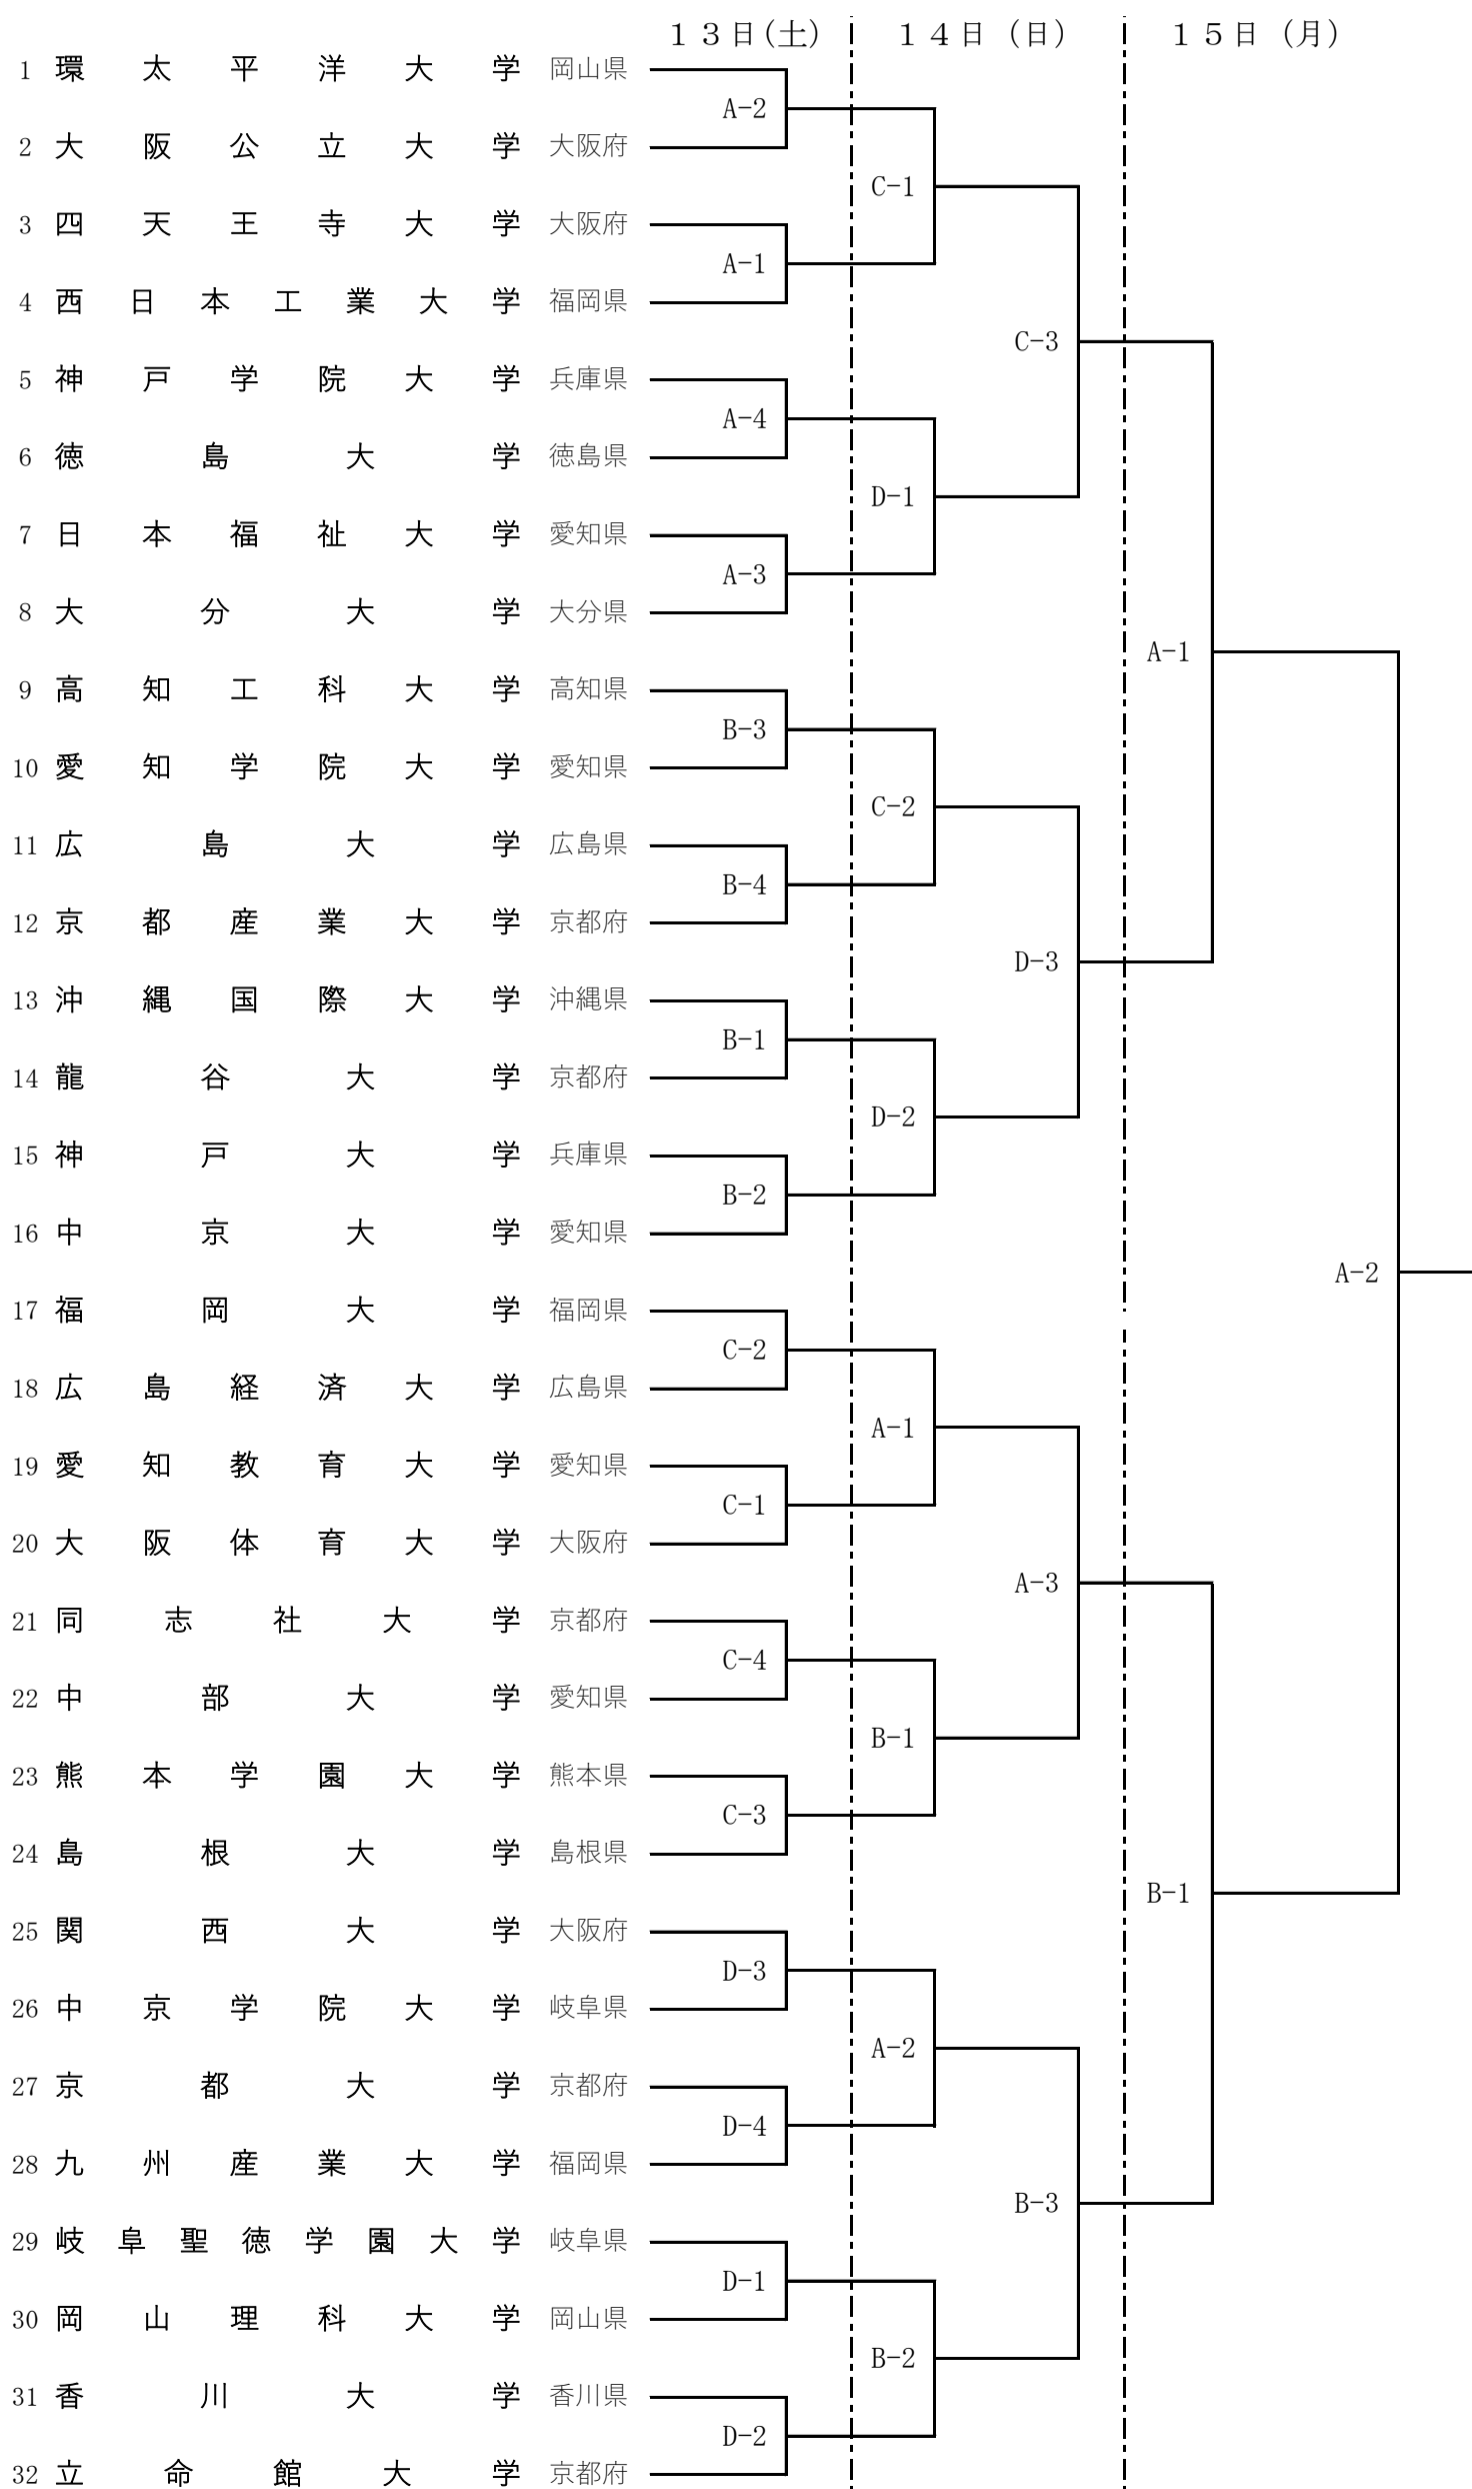 １３日(土) １４日（日） １５日（月）
1 環太平洋大学 岡山県
A-2
2 大阪公立大学 大阪府
C-1
3 四天王寺大学 大阪府
A-1
4 西日本工業大学 福岡県
C-3
5 神戸学院大学 兵庫県
A-4
6 徳島大学 徳島県
D-1
7 日本福祉大学 愛知県
A-3
8 大分大学 大分県
A-1
9 高知工科大学 高知県
B-3
10 愛知学院大学 愛知県
C-2
11 広島大学 広島県
B-4
12 京都産業大学 京都府
D-3
13 沖縄国際大学 沖縄県
B-1
14 龍谷大学 京都府
D-2
15 神戸大学 兵庫県
B-2
16 中京大学 愛知県
A-2
17 福岡大学 福岡県
C-2
18 広島経済大学 広島県
A-1
19 愛知教育大学 愛知県
C-1
20 大阪体育大学 大阪府
A-3
21 同志社大学 京都府
C-4
22 中部大学 愛知県
B-1
23 熊本学園大学 熊本県
C-3
24 島根大学 島根県
B-1
25 関西大学 大阪府
D-3
26 中京学院大学 岐阜県
A-2
27 京都大学 京都府
D-4
28 九州産業大学 福岡県
B-3
29 岐阜聖徳学園大学 岐阜県
D-1
30 岡山理科大学 岡山県
B-2
31 香川大学 香川県
D-2
32 立命館大学 京都府